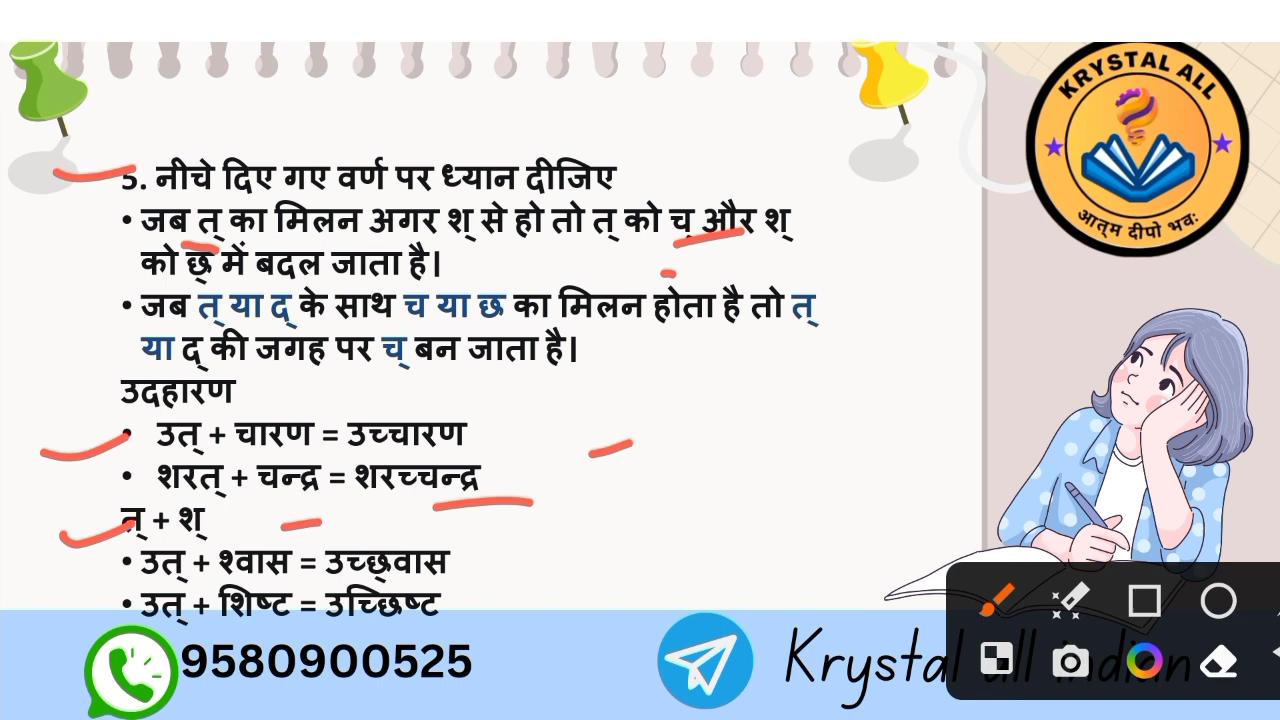 KRYSTAL ALL
आत्म दीपो भवः
5. नीचे दिए गए वर्ण पर ध्यान दीजिए
• जब त् का मिलन अगर श् से हो तो त् को च् और श्
को छ् में बदल जाता है।
• जब त् या द् के साथ च या छ का मिलन होता है तो त्
या द् की जगह पर च् बन जाता है।
उदहारण
• उत् + चारण = उच्चारण
• शरत् + चन्द्र = शरच्चन्द्र
त् + श्
• उत् + श्वास = उच्छ्वास
• उत् + शिष्ट = उच्छिष्ट
9580900525
Krystal all indian